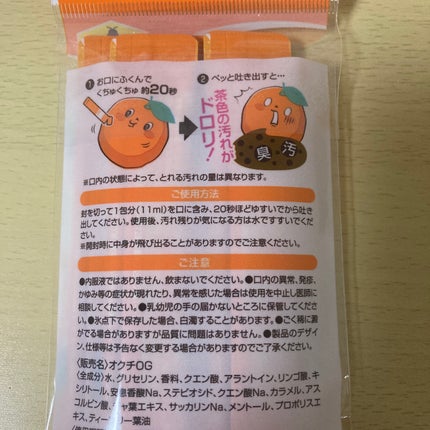 ① お口にふくんで
くちゅくちゅ 約20秒
② ペッと吐き出すと…
茶色の汚れが
ドロリ!
臭 汚
※口内の状態によって、とれる汚れの量は異なります。
ご使用方法
封を切って1包分(11ml)を口に含み、20秒ほどゆすいでから吐き
出してください。使用後、汚れ残りが気になる方は水ですすいでください。
※開封時に中身が飛び出ることがありますのでご注意ください。
ご注意
●内服液ではありません、飲まないでください。●口内の異常、発疹、
かゆみ等の症状が現れたり、異常を感じた場合は使用を中止し医師に
相談してください。●乳幼児の手の届かないところに保管してくださ
い。●氷点下で保存した場合、白濁することがあります。●ごく稀に澱
がでる場合がありますが品質に問題はありません。●製品のデザイ
ン、仕様等は予告なく変更する場合がありますのでご了承ください。
〈販売名〉オクチOG
〈全成分〉水、グリセリン、香料、クエン酸、アラントイン、リンゴ酸、キ
シリトール、安息香酸Na、ステビオシド、クエン酸Na、カラメル、アス
コルビン酸、チャ葉エキス、サッカリンNa、メントール、プロポリスエ
キス、ティーツリー葉油